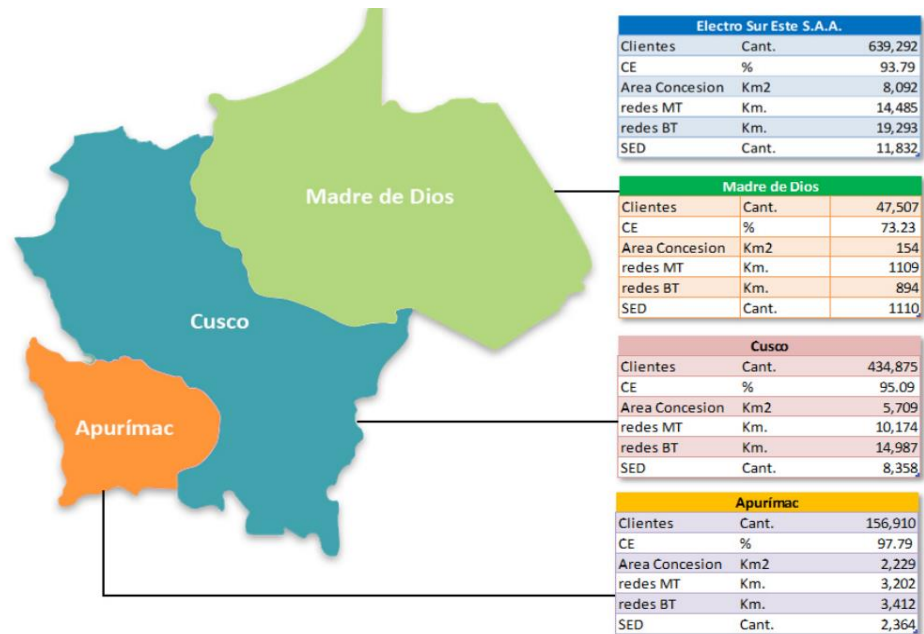 Madre de Dios
Cusco
Apurímac
Electro Sur Este S.A.A.
Clientes Cant. 639,292
CE % 93.79
Area Concesion Km2 8,092
redes MT Km. 14,485
redes BT Km. 19,293
SED Cant. 11,832
Madre de Dios
Clientes Cant. 47,507
CE % 73.23
Area Concesion Km2 154
redes MT Km. 1109
redes BT Km. 894
SED Cant. 1110
Cusco
Clientes Cant. 434,875
CE % 95.09
Area Concesion Km2 5,709
redes MT Km. 10,174
redes BT Km. 14,987
SED Cant. 8,358
Apurímac
Clientes Cant. 156,910
CE % 97.79
Area Concesion Km2 2,229
redes MT Km. 3,202
redes BT Km. 3,412
SED Cant. 2,364